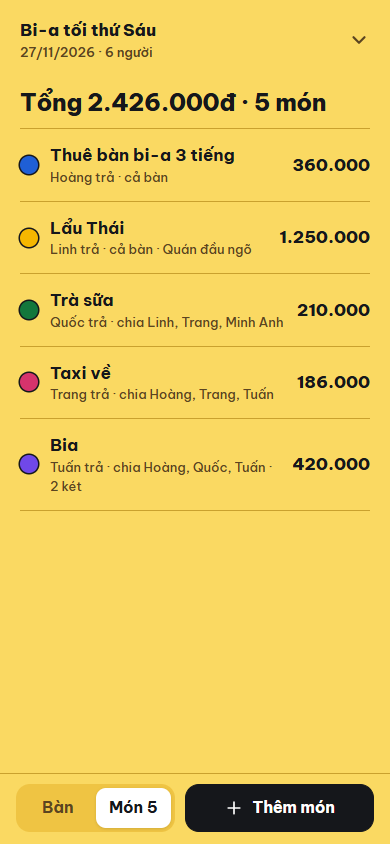 Bi-a tối thứ Sáu
27/11/2026 · 6 người
Tổng 2.426.000đ · 5 món
Thuê bàn bi-a 3 tiếng
360.000
Hoàng trả · cả bàn
Lẩu Thái
1.250.000
Linh trả · cả bàn · Quán đầu ngõ
Trà sữa
210.000
Quốc trả · chia Linh, Trang, Minh Anh
Taxi về
186.000
Trang trả · chia Hoàng, Trang, Tuấn
Bia
420.000
Tuấn trả · chia Hoàng, Quốc, Tuấn ·
2 két
Bàn
Món 5
Thêm món